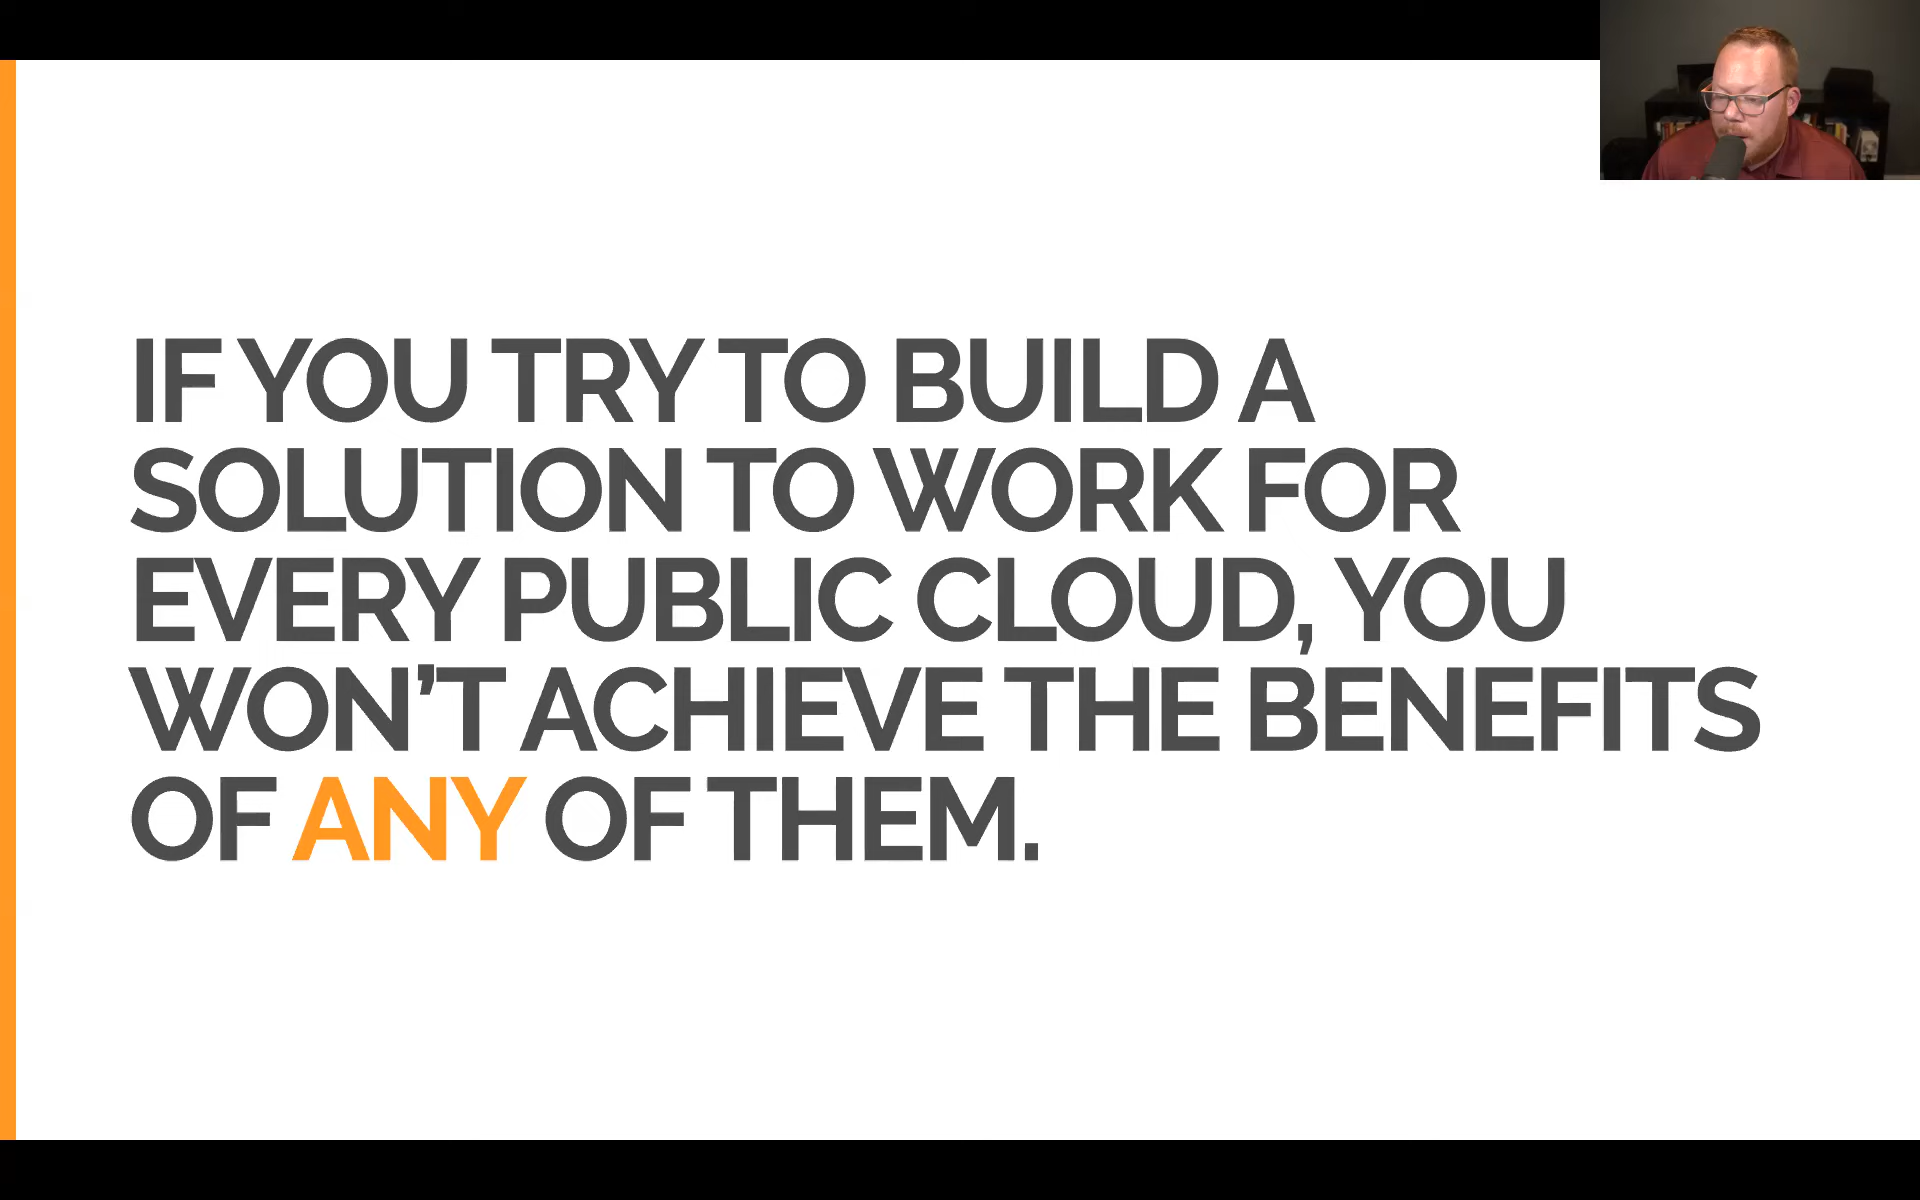 IF YOU TRY TO BUILD A
SOLUTION TO WORK FOR
EVERY PUBLIC CLOUD, YOU
WON’T ACHIEVE THE BENEFITS
OF ANY OF THEM.